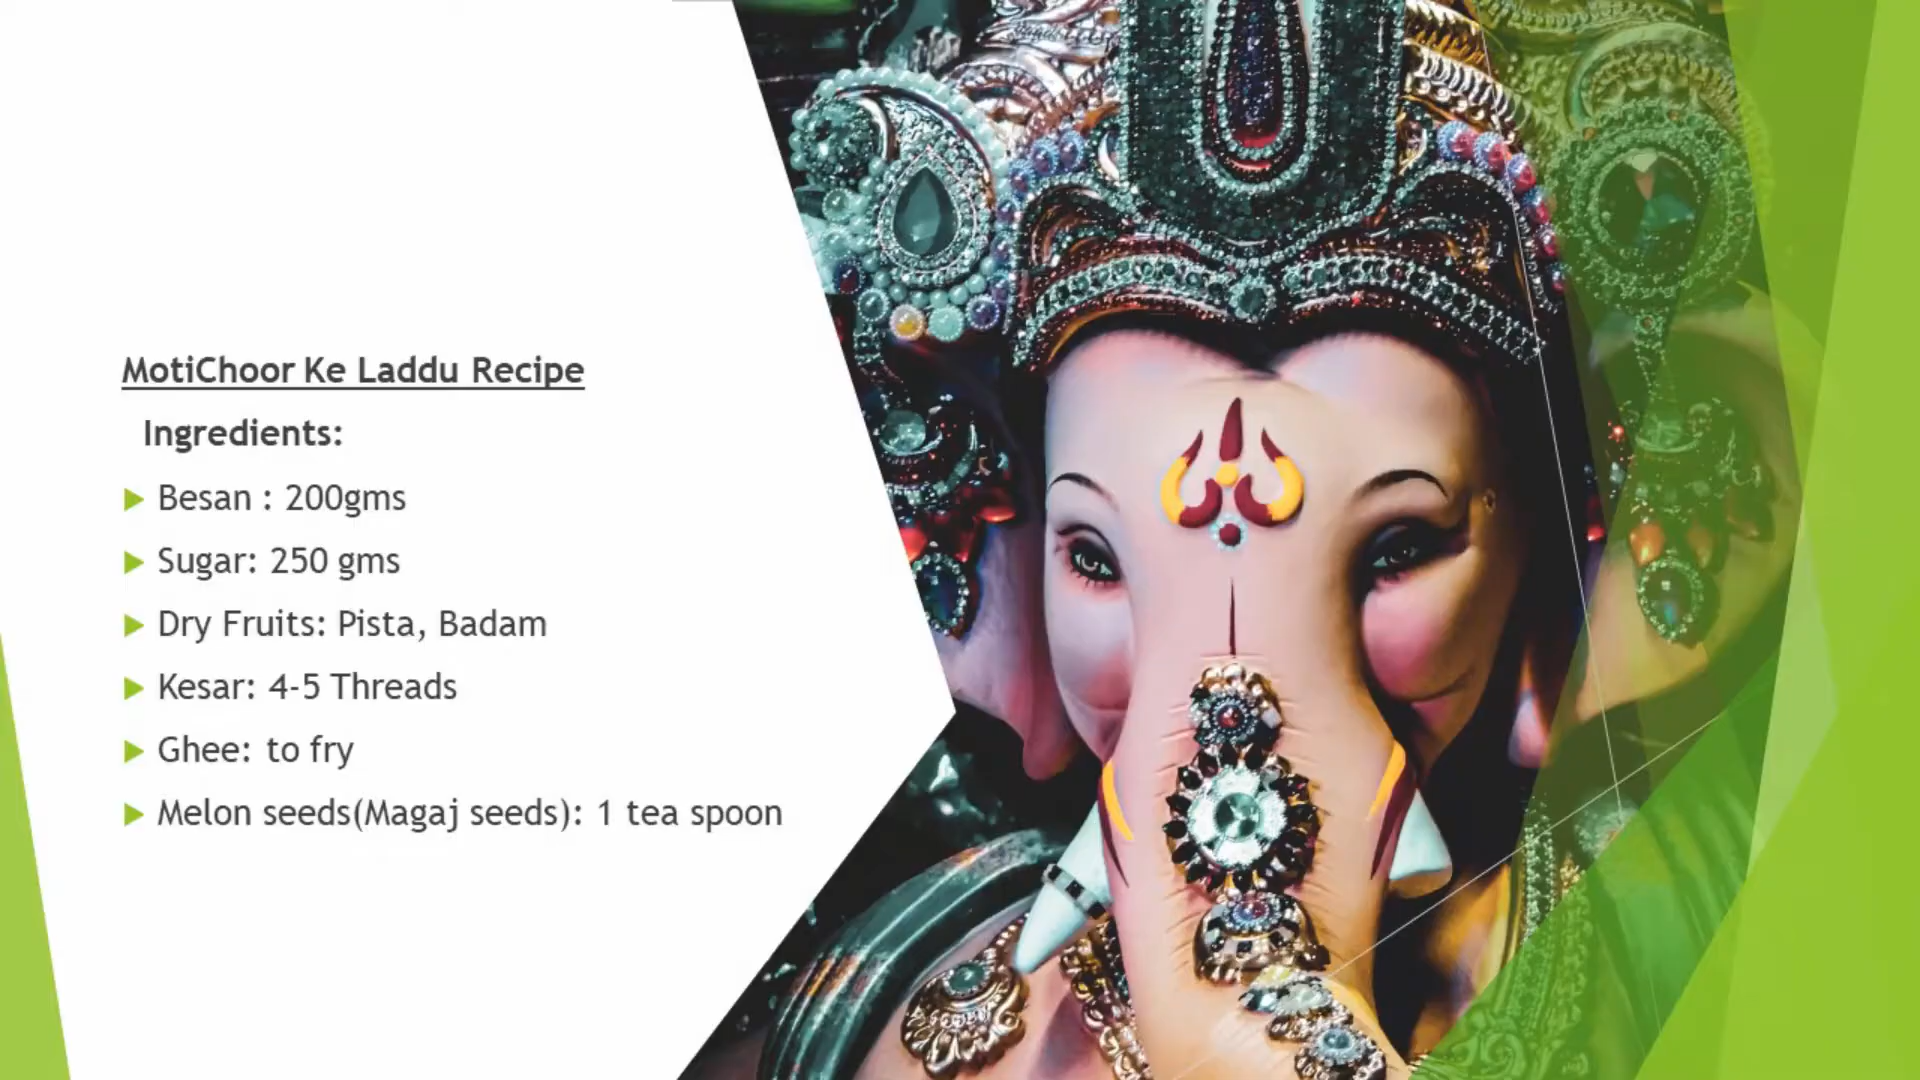 MotiChoor Ke Laddu Recipe
Ingredients:
Besan : 200gms
Sugar: 250 gms
Dry Fruits: Pista, Badam
Kesar: 4-5 Threads
Ghee: to fry
Melon seeds(Magaj seeds): 1 tea spoon